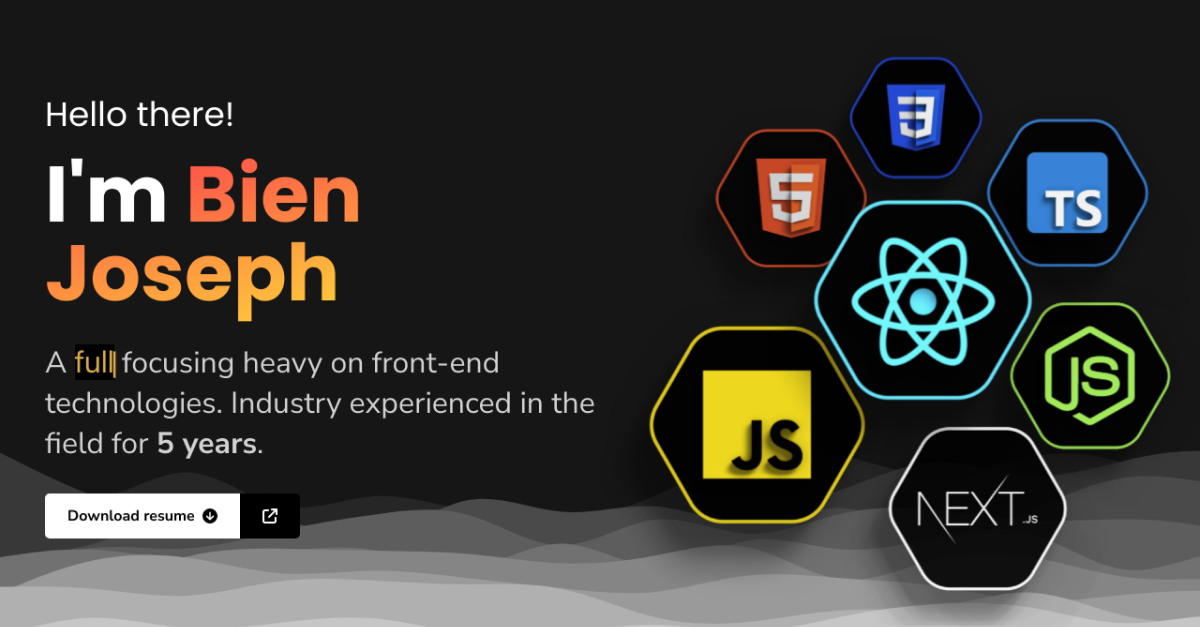 Hello there!
I'm Bien
Joseph
A full focusing heavy on front-end
technologies. Industry experienced in the
field for 5 years.
Download resume
3
5
TS
JS
JS
NEXT.JS